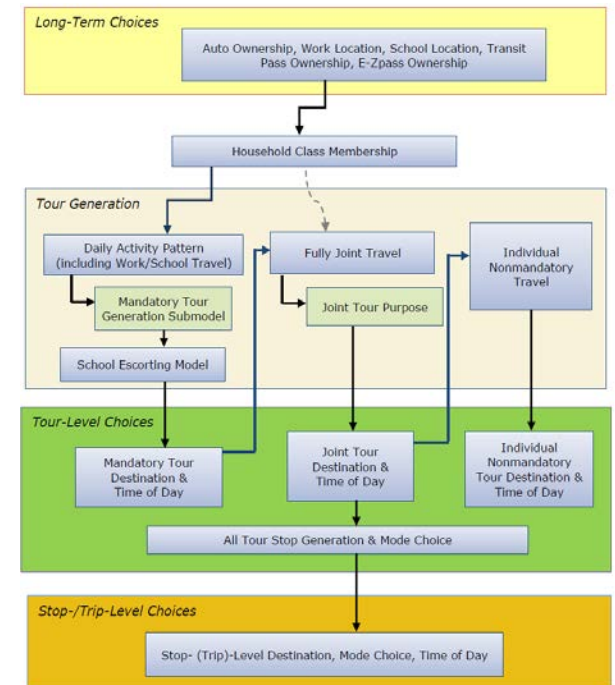 Long-Term Choices
Auto Ownership, Work Location, School Location, Transit
Pass Ownership, E-Zpass Ownership
Household Class Membership
Tour Generation
Daily Activity Pattern
(including Work/School Travel)
Mandatory Tour
Generation Submodel
School Escorting Model
Fully Joint Travel
Joint Tour Purpose
Individual
Nonmandatory
Travel
Tour-Level Choices
Mandatory Tour
Destination &
Time of Day
Joint Tour
Destination &
Time of Day
Individual
Nonmandatory
Tour Destination &
Time of Day
All Tour Stop Generation & Mode Choice
Stop-/Trip-Level Choices
Stop- (Trip)-Level Destination, Mode Choice, Time of Day